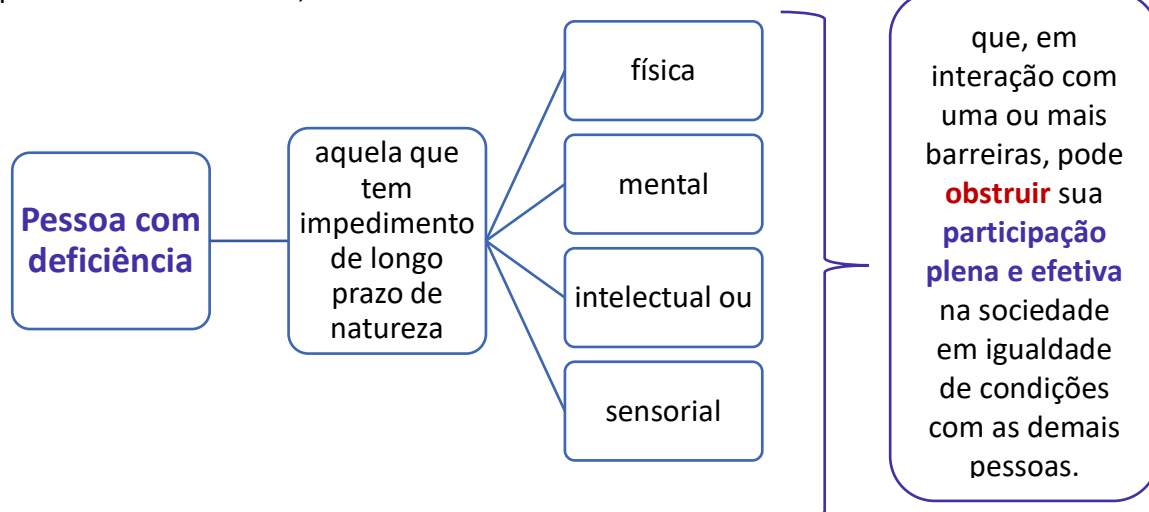 Pessoa com
deficiência
aquela que
tem
impedimento
de longo
prazo de
natureza
física
mental
intelectual ou
sensorial
que, em
interação com
uma ou mais
barreiras, pode
obstruir sua
participação
plena e efetiva
na sociedade
em igualdade
de condições
com as demais
pessoas.